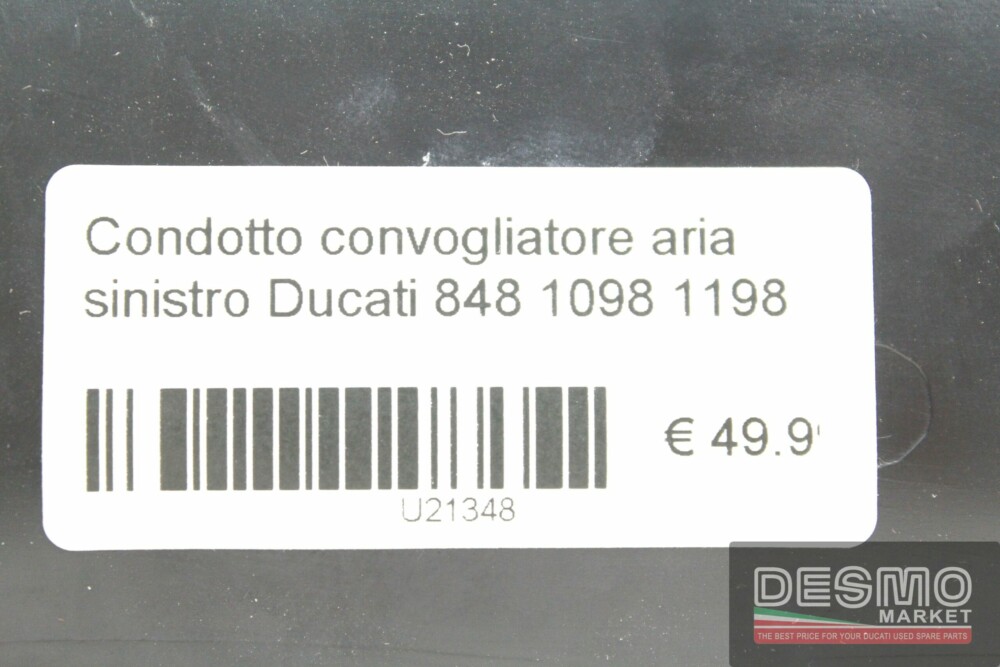 Condotto convogliatore aria
sinistro Ducati 848 1098 1198
€ 49.9
U21348
DESMO
MARKET
THE BEST PRICE FOR YOUR DUCATI USED SPARE PARTS